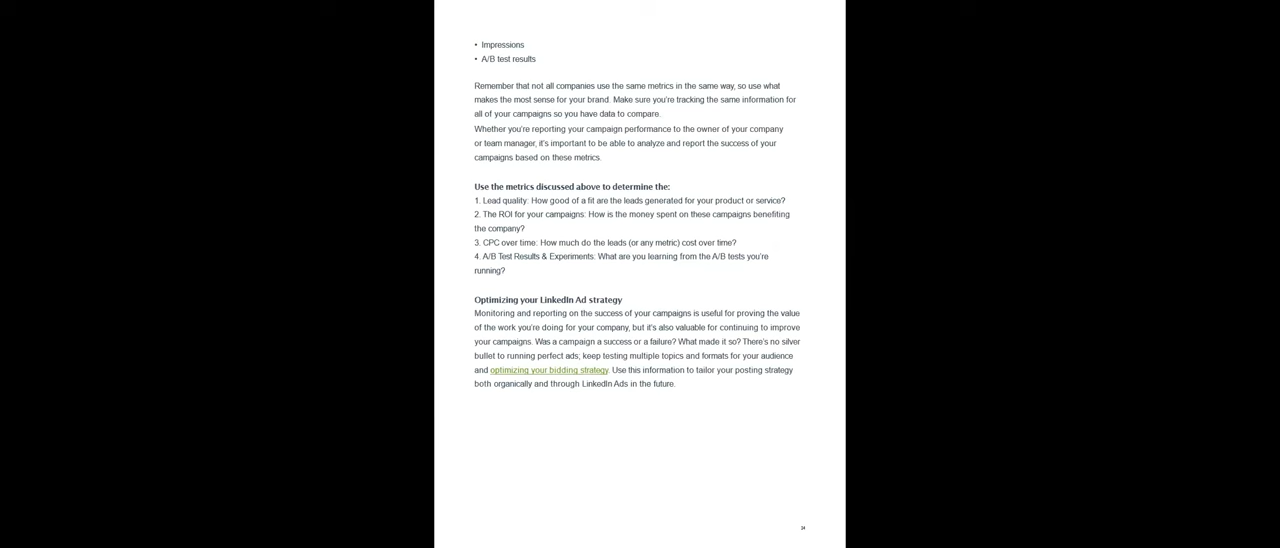 • Impressions
• A/B test results
Remember that not all companies use the same metrics in the same way, so use what
makes the most sense for your brand. Make sure you're tracking the same information for
all of your campaigns so you have data to compare.
Whether you're reporting your campaign performance to the owner of your company
or team manager, it's important to be able to analyze and report the success of your
campaigns based on these metrics.
Use the metrics discussed above to determine the:
1. Lead quality: How good of a fit are the leads generated for your product or service?
2. The ROI for your campaigns: How is the money spent on these campaigns benefiting
the company?
3. CPC over time: How much do the leads (or any metric) cost over time?
4. A/B Test Results & Experiments: What are you learning from the A/B tests you're
running?
Optimizing your LinkedIn Ad strategy
Monitoring and reporting on the success of your campaigns is useful for proving the value
of the work you're doing for your company, but it's also valuable for continuing to improve
your campaigns. Was a campaign a success or a failure? What made it so? There's no silver
bullet to running perfect ads; keep testing multiple topics and formats for your audience
and optimizing your bidding strategy. Use this information to tailor your posting strategy
both organically and through LinkedIn Ads in the future.
34